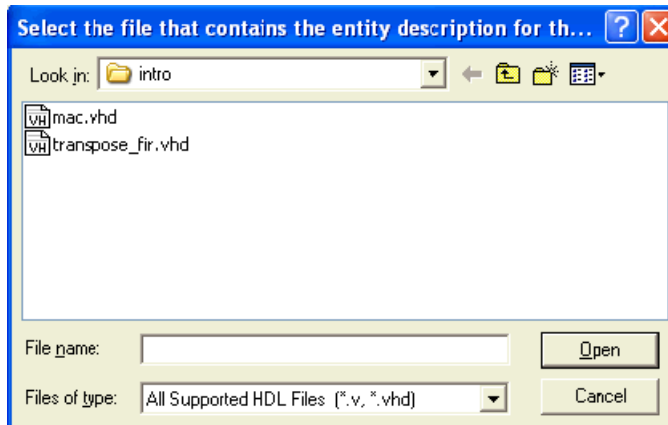 Select the file that contains the entity description for th...
Look in: intro
mac.vhd
transpose_fir.vhd
File name:
Open
Files of type: All Supported HDL Files (*.v, *.vhd)
Cancel